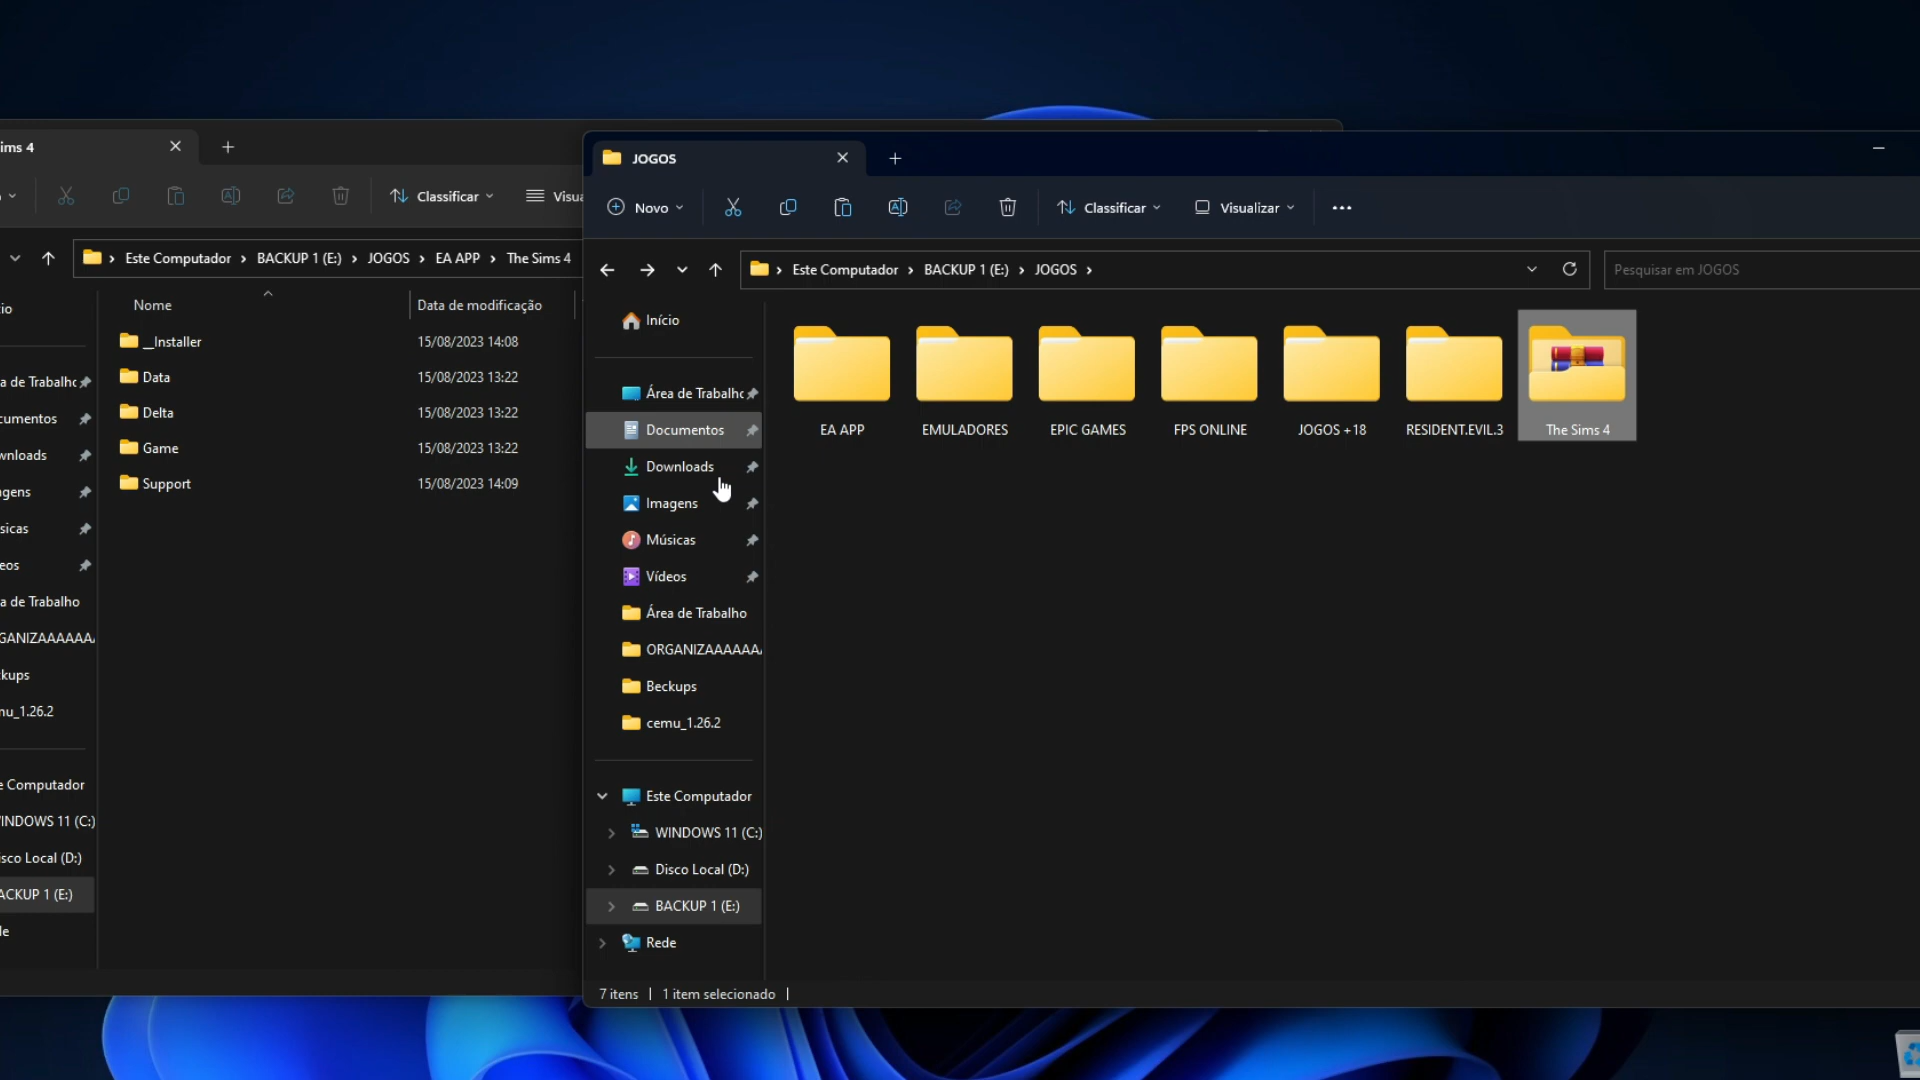 ims 4
Classificar
Visua
Este Computador
BACKUP 1 (E:)
JOGOS
EA APP
The Sims 4
Nome
Data de modificação
__Installer
15/08/2023 14:08
Data
15/08/2023 13:22
Delta
15/08/2023 13:22
Game
15/08/2023 13:22
Support
15/08/2023 14:09
io
a de Trabalhc
cumentos
wnloads
gens
sicas
eos
a de Trabalho
GANIZAAAAAA
kups
nu_1.26.2
e Computador
INDOWS 11 (C:)
isco Local (D:)
ACKUP 1 (E:)
de
JOGOS
Novo
Classificar
Visualizar
Este Computador
BACKUP 1 (E:)
JOGOS
Pesquisar em JOGOS
Início
Área de Trabalhc
Documentos
Downloads
Imagens
Músicas
Vídeos
Área de Trabalho
ORGANIZAAAAAA
Beckups
cemu_1.26.2
Este Computador
WINDOWS 11 (C:)
Disco Local (D:)
BACKUP 1 (E:)
Rede
EA APP
EMULADORES
EPIC GAMES
FPS ONLINE
JOGOS +18
RESIDENT.EVIL.3
The Sims 4
7 itens
1 item selecionado